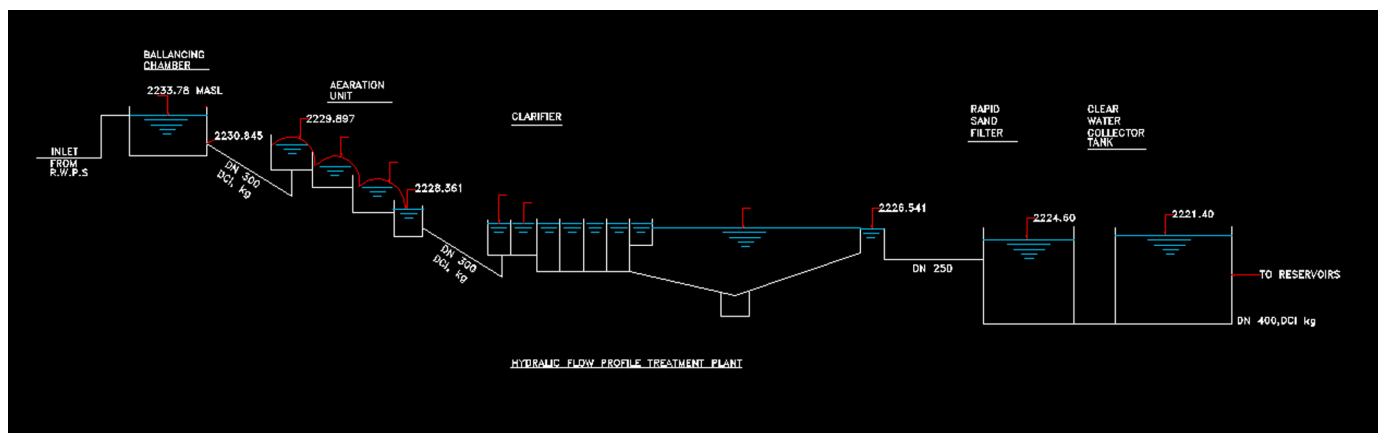 BALLANCING
CHAMBER
2233.78 MASL
INLET
FROM
R.W.P.S
2230.845
DN 300
DCI, kg
AEARATION
UNIT
2229.897
2228.361
DN 300
DCI, kg
CLARIFIER
2226.541
DN 250
RAPID
SAND
FILTER
2224.60
CLEAR
WATER
COLLECTOR
TANK
2221.40
TO RESERVOIRS
DN 400,DCI kg
HYDRALIC FLOW PROFILE TREATMENT PLANT